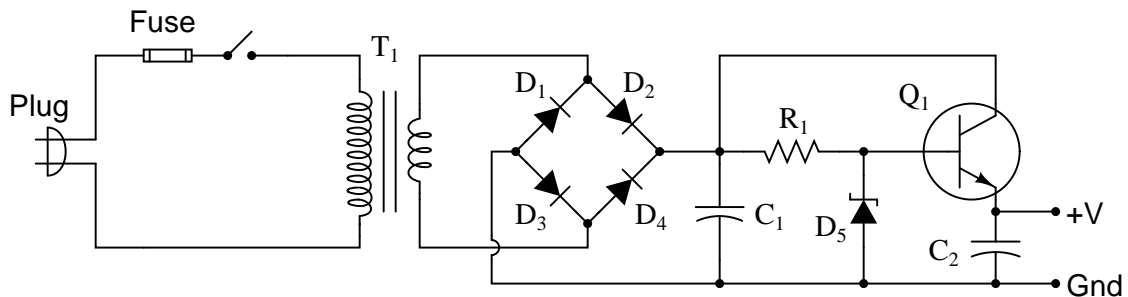 Fuse
T1
Plug
D1
D2
D3
D4
R1
C1
D5
Q1
C2
+V
Gnd